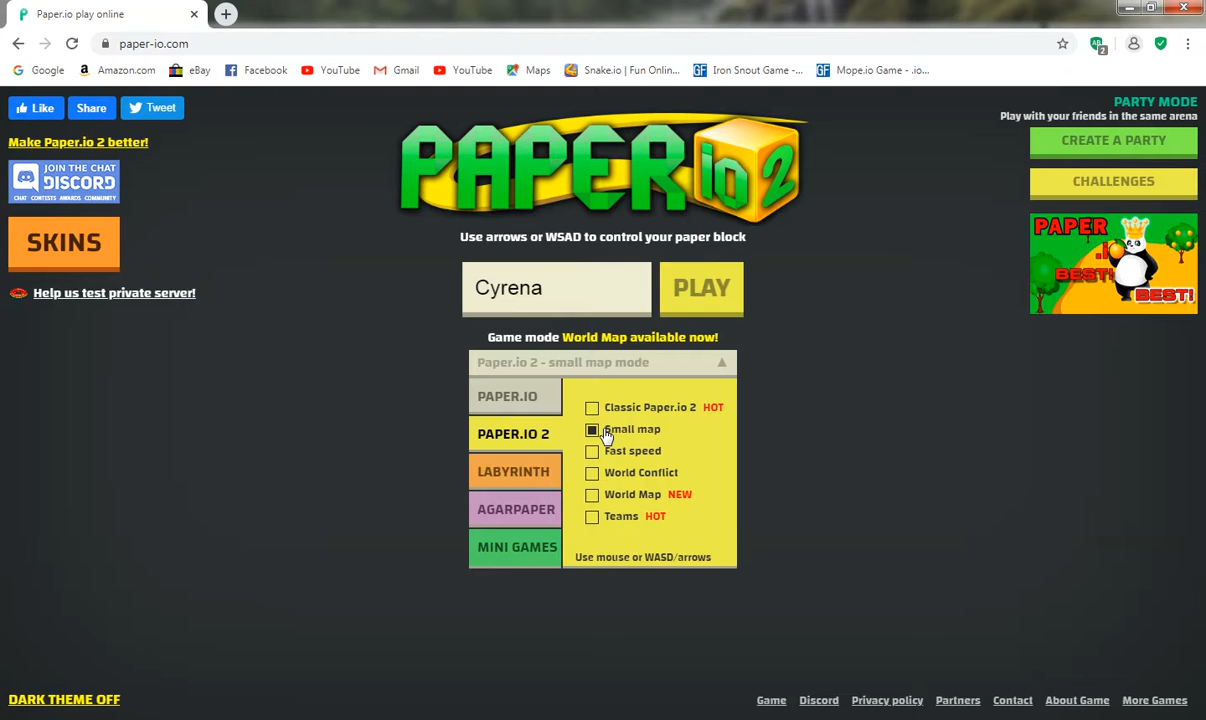 Paper.io play online
paper-io.com
2
Google
Amazon.com
eBay
Facebook
YouTube
Gmail
YouTube
Maps
Snake.io | Fun Onlin...
Iron Snout Game -...
Mope.io Game - .io...
Like
Share
Tweet
PARTY MODE
Play with your friends in the same arena
Make Paper.io 2 better!
CREATE A PARTY
JOIN THE CHAT
DISCORD
CHAT CONTESTS AWARDS COMMUNITY
CHALLENGES
PAPER io 2
SKINS
Use arrows or WSAD to control your paper block
PAPER
.io
BEST!
BEST!
Cyrena
PLAY
Help us test private server!
Game mode World Map available now!
Paper.io 2 - small map mode
PAPER.IO
PAPER.IO 2
LABYRINTH
AGARPAPER
MINI GAMES
Classic Paper.io 2 HOT
Small map
Fast speed
World Conflict
World Map NEW
Teams HOT
Use mouse or WASD/arrows
DARK THEME OFF
Game
Discord
Privacy policy
Partners
Contact
About Game
More Games